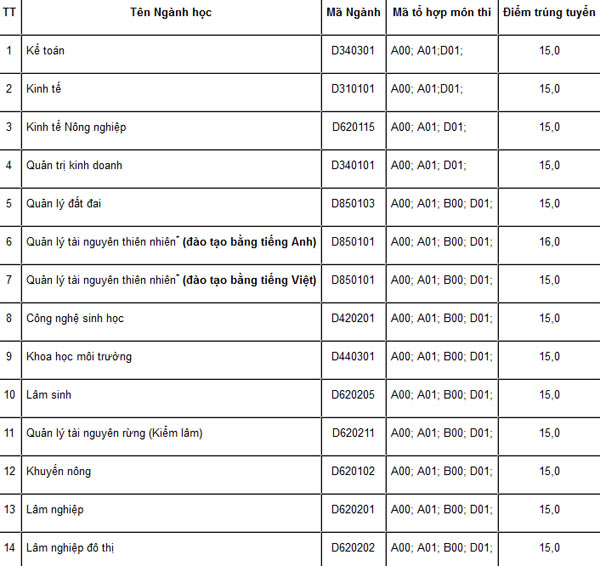 TT Tên Ngành học Mã Ngành Mã tổ hợp môn thi Điểm trúng tuyển
1 Kế toán D340301 A00; A01;D01; 15,0
2 Kinh tế D310101 A00; A01;D01; 15,0
3 Kinh tế Nông nghiệp D620115 A00; A01; D01; 15,0
4 Quản trị kinh doanh D340101 A00; A01; D01; 15,0
5 Quản lý đất đai D850103 A00; A01; B00; D01; 15,0
6 Quản lý tài nguyên thiên nhiên* (đào tạo bằng tiếng Anh) D850101 A00; A01; B00; D01; 16,0
7 Quản lý tài nguyên thiên nhiên* (đào tạo bằng tiếng Việt) D850101 A00; A01; B00; D01; 15,0
8 Công nghệ sinh học D420201 A00; A01; B00; D01; 15,0
9 Khoa học môi trường D440301 A00; A01; B00; D01; 15,0
10 Lâm sinh D620205 A00; A01; B00; D01; 15,0
11 Quản lý tài nguyên rừng (Kiểm lâm) D620211 A00; A01; B00; D01; 15,0
12 Khuyến nông D620102 A00; A01; B00; D01; 15,0
13 Lâm nghiệp D620201 A00; A01; B00; D01; 15,0
14 Lâm nghiệp đô thị D620202 A00; A01; B00; D01; 15,0